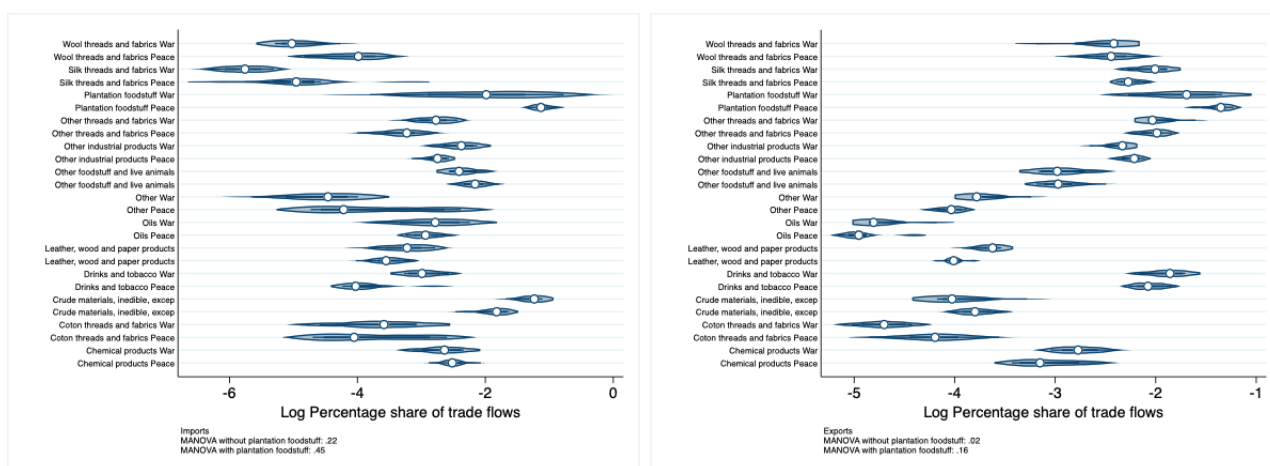 Wool threads and fabrics War
Wool threads and fabrics Peace
Silk threads and fabrics War
Silk threads and fabrics Peace
Plantation foodstuff War
Plantation foodstuff Peace
Other threads and fabrics War
Other threads and fabrics Peace
Other industrial products War
Other industrial products Peace
Other foodstuff and live animals
Other foodstuff and live animals
Other War
Other Peace
Oils War
Oils Peace
Leather, wood and paper products
Leather, wood and paper products
Drinks and tobacco War
Drinks and tobacco Peace
Crude materials, inedible, excep
Crude materials, inedible, excep
Coton threads and fabrics War
Coton threads and fabrics Peace
Chemical products War
Chemical products Peace
-6 -4 -2 0
Log Percentage share of trade flows
Imports
MANOVA without plantation foodstuff: .22
MANOVA with plantation foodstuff: .45
Wool threads and fabrics War
Wool threads and fabrics Peace
Silk threads and fabrics War
Silk threads and fabrics Peace
Plantation foodstuff War
Plantation foodstuff Peace
Other threads and fabrics War
Other threads and fabrics Peace
Other industrial products War
Other industrial products Peace
Other foodstuff and live animals
Other foodstuff and live animals
Other War
Other Peace
Oils War
Oils Peace
Leather, wood and paper products
Leather, wood and paper products
Drinks and tobacco War
Drinks and tobacco Peace
Crude materials, inedible, excep
Crude materials, inedible, excep
Coton threads and fabrics War
Coton threads and fabrics Peace
Chemical products War
Chemical products Peace
-5 -4 -3 -2 -1
Log Percentage share of trade flows
Exports
MANOVA without plantation foodstuff: .02
MANOVA with plantation foodstuff: .16